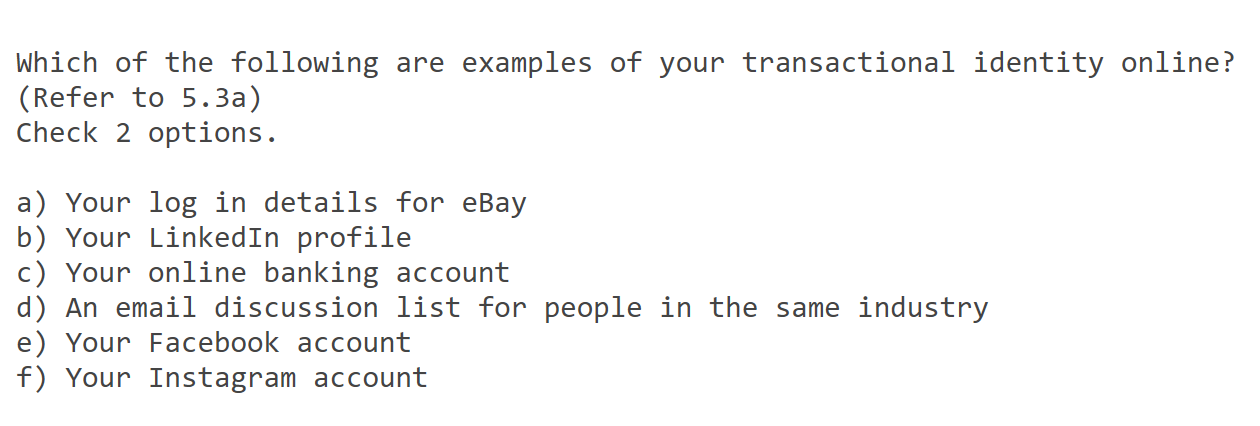 Which of the following are examples of your transactional identity online?
(Refer to 5.3a)
Check 2 options.
a) Your log in details for eBay
b) Your LinkedIn profile
c) Your online banking account
d) An email discussion list for people in the same industry
e) Your Facebook account
f) Your Instagram account